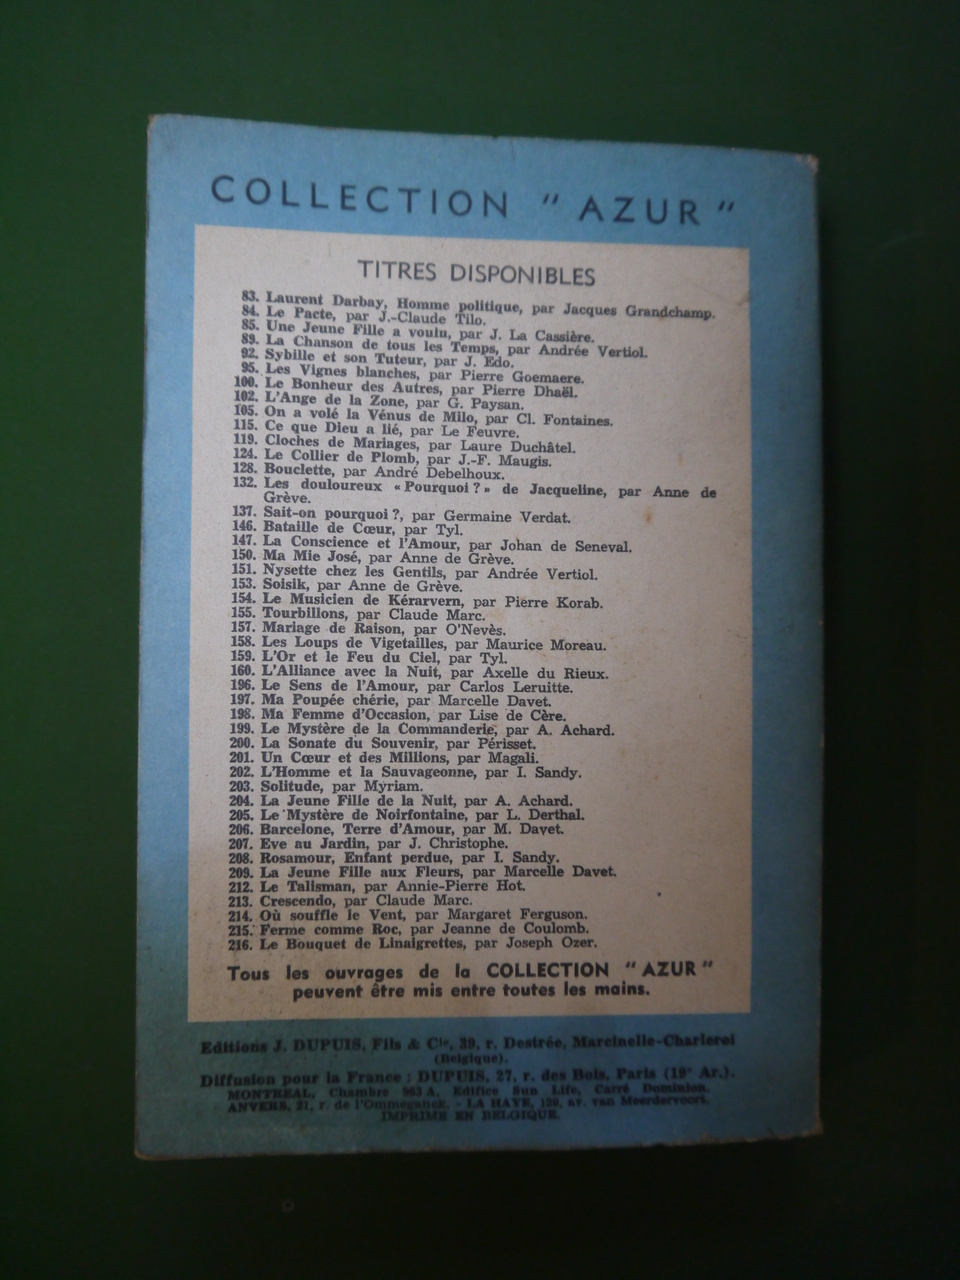 COLLECTION " AZUR "
TITRES DISPONIBLES
83. Laurent Darbay, Homme politique, par Jacques Grandchamp.
84. Le Pacte, par J.-Claude Tilo.
85. Une Jeune Fille a voulu, par J. La Cassière.
89. La Chanson de tous les Temps, par Andrée Vertiol.
92. Sybille et son Tuteur, par J. Edo.
95. Les Vignes blanches, par Pierre Goemaere.
100. Le Bonheur des Autres, par Pierre Dhaël.
102. L'Ange de la Zone, par G. Paysan.
105. On a volé la Vénus de Milo, par Cl. Fontaines.
115. Ce que Dieu a lié, par Le Feuvre.
119. Cloches de Mariages, par Laure Duchâtel.
124. Le Collier de Plomb, par J.-F. Maugis.
128. Bouclette, par André Debelhoux.
132. Les douloureux « Pourquoi ? » de Jacqueline, par Anne de
Grève.
137. Sait-on pourquoi ?, par Germaine Verdat.
146. Bataille de Cœur, par Tyl.
147. La Conscience et l'Amour, par Johan de Seneval.
150. Ma Mie José, par Anne de Grève.
151. Nysette chez les Gentils, par Andrée Vertiol.
153. Soisik, par Anne de Grève.
154. Le Musicien de Kérarvern, par Pierre Korab.
155. Tourbillons, par Claude Marc.
157. Mariage de Raison, par O'Nevès.
158. Les Loups de Vigetailles, par Maurice Moreau.
159. L'Or et le Feu du Ciel, par Tyl.
160. L'Alliance avec la Nuit, par Axelle du Rieux.
196. Le Sens de l'Amour, par Carlos Leruitte.
197. Ma Poupée chérie, par Marcelle Davet.
198. Ma Femme d'Occasion, par Lise de Cère.
199. Le Mystère de la Commanderie, par A. Achard.
200. La Sonate du Souvenir, par Périsset.
201. Un Cœur et des Millions, par Magali.
202. L'Homme et la Sauvageonne, par I. Sandy.
203. Solitude, par Myriam.
204. La Jeune Fille de la Nuit, par A. Achard.
205. Le Mystère de Noirfontaine, par L. Derthal.
206. Barcelone, Terre d'Amour, par M. Davet.
207. Eve au Jardin, par J. Christophe.
208. Rosamour, Enfant perdue, par I. Sandy.
209. La Jeune Fille aux Fleurs, par Marcelle Davet.
212. Le Talisman, par Annie-Pierre Hot.
213. Crescendo, par Claude Marc.
214. Où souffle le Vent, par Margaret Ferguson.
215. Ferme comme Roc, par Jeanne de Coulomb.
216. Le Bouquet de Linaigrettes, par Joseph Ozer.
Tous les ouvrages de la COLLECTION " AZUR "
peuvent être mis entre toutes les mains.
Editions J. DUPUIS, Fils & Cie, 39, r. Destrée, Marcinelle-Charleroi
(Belgique).
Diffusion pour la France : DUPUIS, 27, r. des Bois, Paris (19e Ar.).
MONTREAL, Chambre 963 A, Edifice Sun Life, Carré Dominion.
ANVERS, 21, r. de l'Ommeganck. - LA HAYE, 120, av. van Meerdervoort.
IMPRIME EN BELGIQUE.